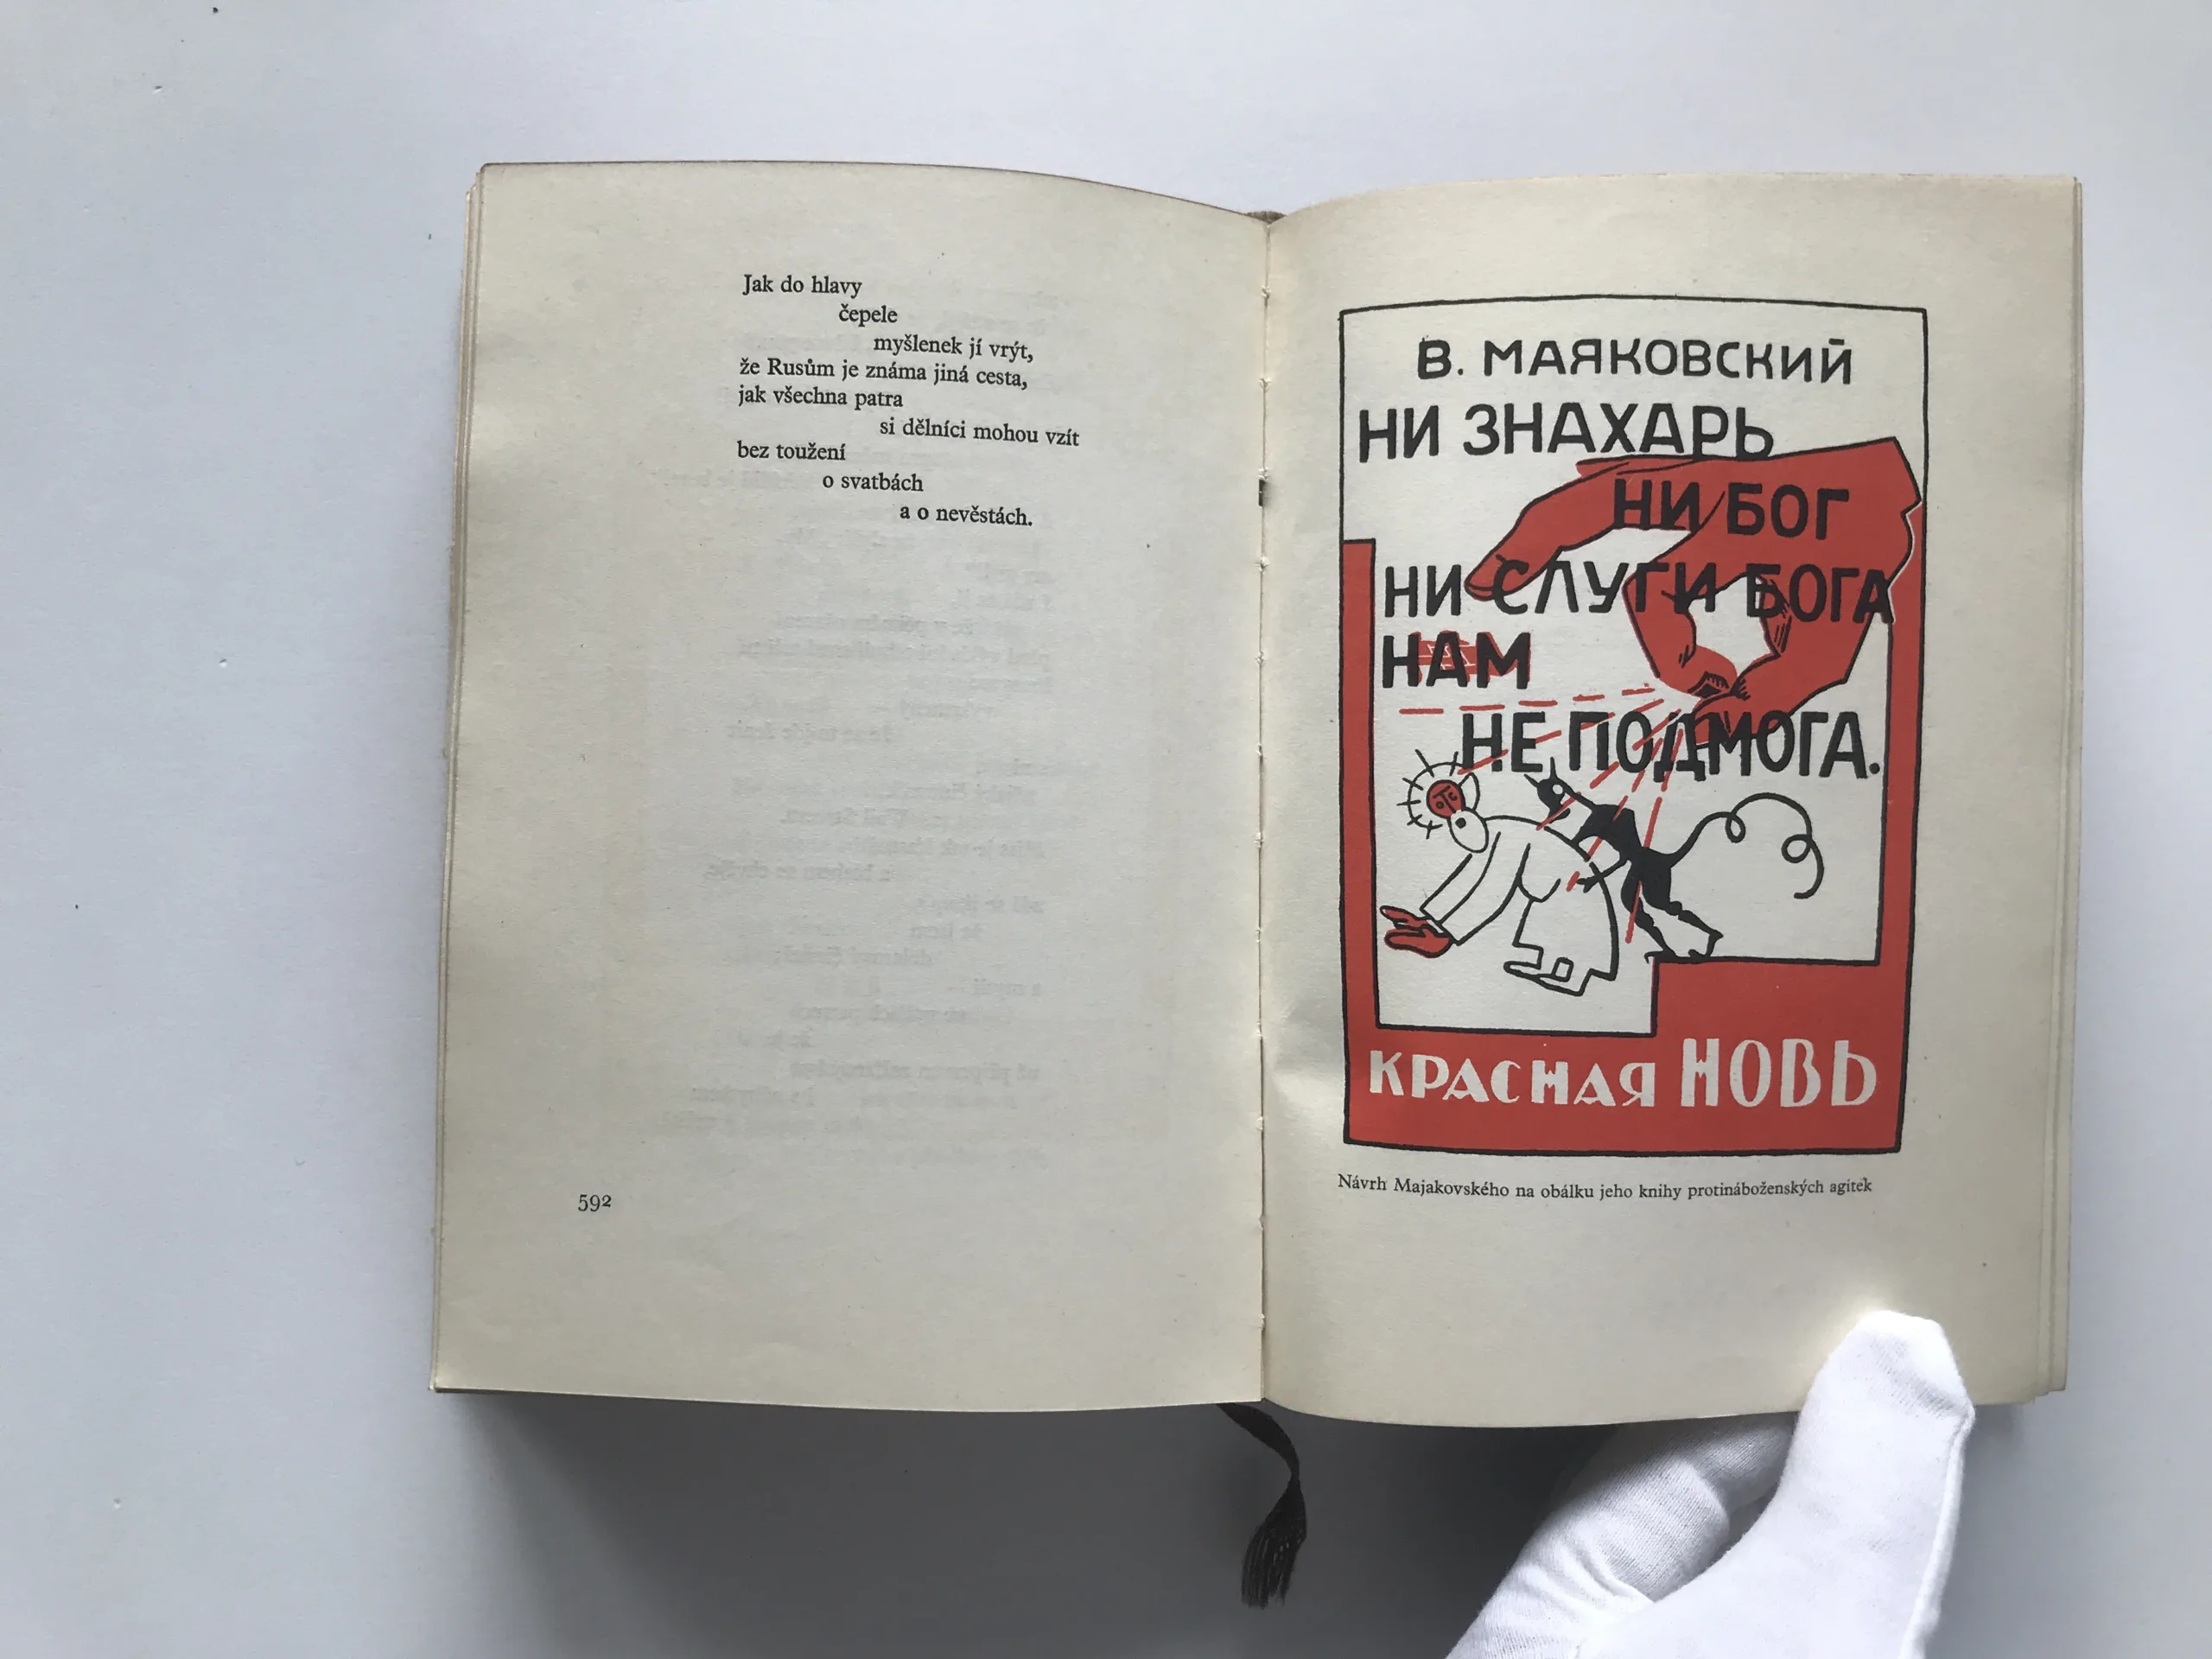 Jak do hlavy
čepele
myšlenek jí vrýt,
že Rusům je známa jiná cesta,
jak všechna patra
si dělníci mohou vzít
bez toužení
o svatbách
a o nevěstách.
592
В. МАЯКОВСКИЙ
НИ ЗНАХАРЬ
НИ БОГ
НИ СЛУГИ БОГА
НАМ
НЕ ПОДМОГА.
КРАСНАЯ НОВЬ
Návrh Majakovského na obálku jeho knihy protináboženských agitek